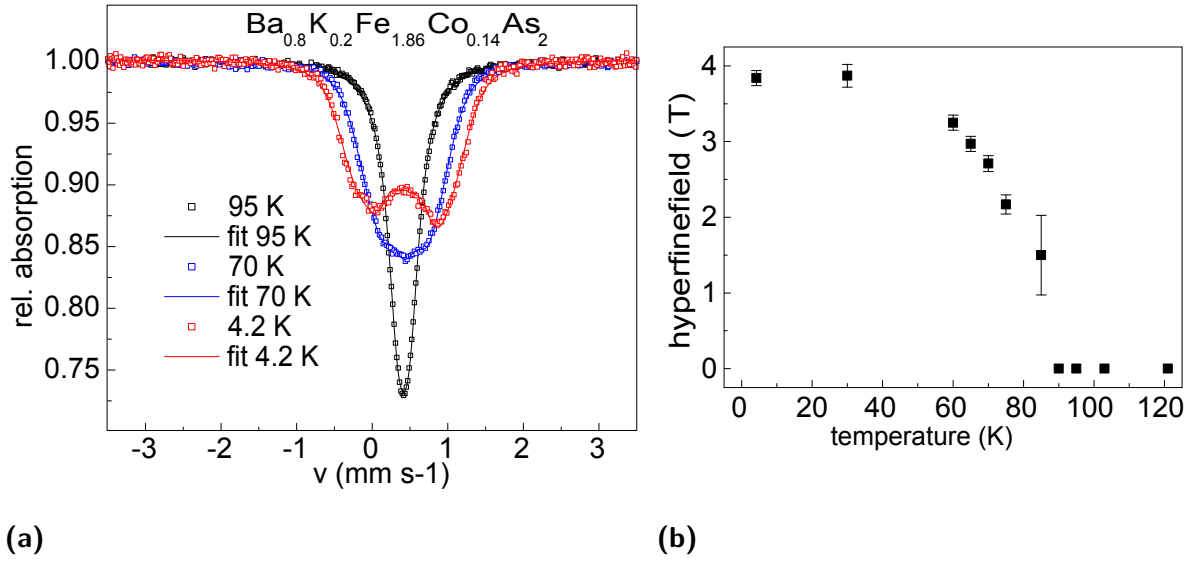 Ba0.8K0.2Fe1.86Co0.14As2
1.00
0.95
0.90
0.85
0.80
0.75
rel. absorption
95 K
fit 95 K
70 K
fit 70 K
4.2 K
fit 4.2 K
-3 -2 -1 0 1 2 3
v (mm s-1)
(a)
4
3
2
1
0
hyperfinefield (T)
0 20 40 60 80 100 120
temperature (K)
(b)